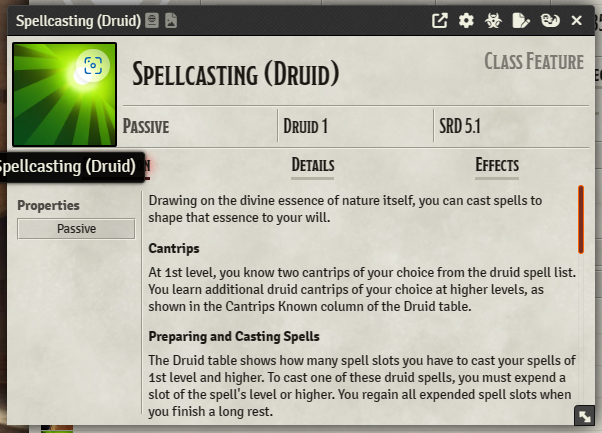 Spellcasting (Druid)
SPELLCASTING (DRUID)
CLASS FEATURE
PASSIVE
DRUID 1
SRD 5.1
Spellcasting (Druid)
DETAILS
EFFECTS
Properties
Passive
Drawing on the divine essence of nature itself, you can cast spells to
shape that essence to your will.
Cantrips
At 1st level, you know two cantrips of your choice from the druid spell list.
You learn additional druid cantrips of your choice at higher levels, as
shown in the Cantrips Known column of the Druid table.
Preparing and Casting Spells
The Druid table shows how many spell slots you have to cast your spells of
1st level and higher. To cast one of these druid spells, you must expend a
slot of the spell's level or higher. You regain all expended spell slots when
you finish a long rest.